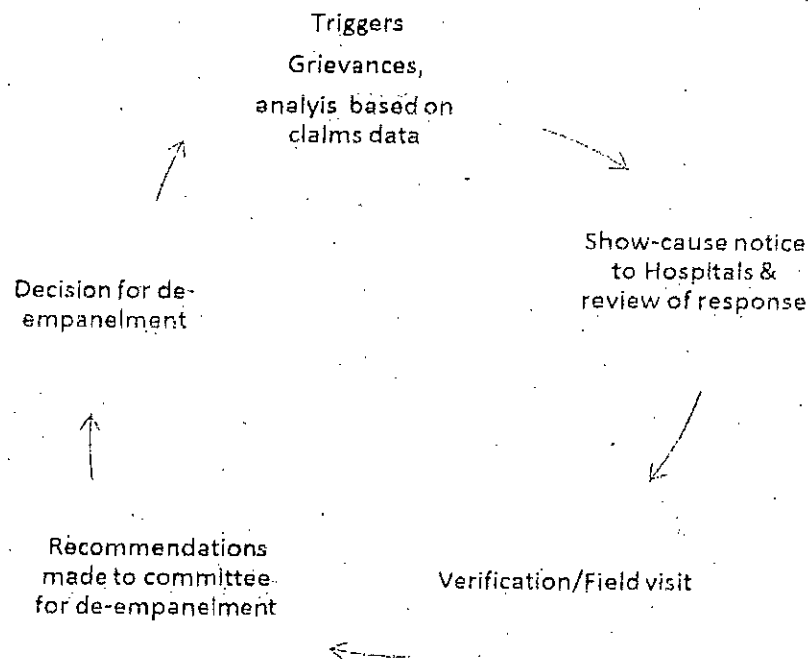 Triggers
Grievances,
analyis based on
claims data
Show-cause notice
to Hospitals &
review of response
Verification/Field visit
Recommendations
made to committee
for de-empanelment
Decision for de-
empanelment